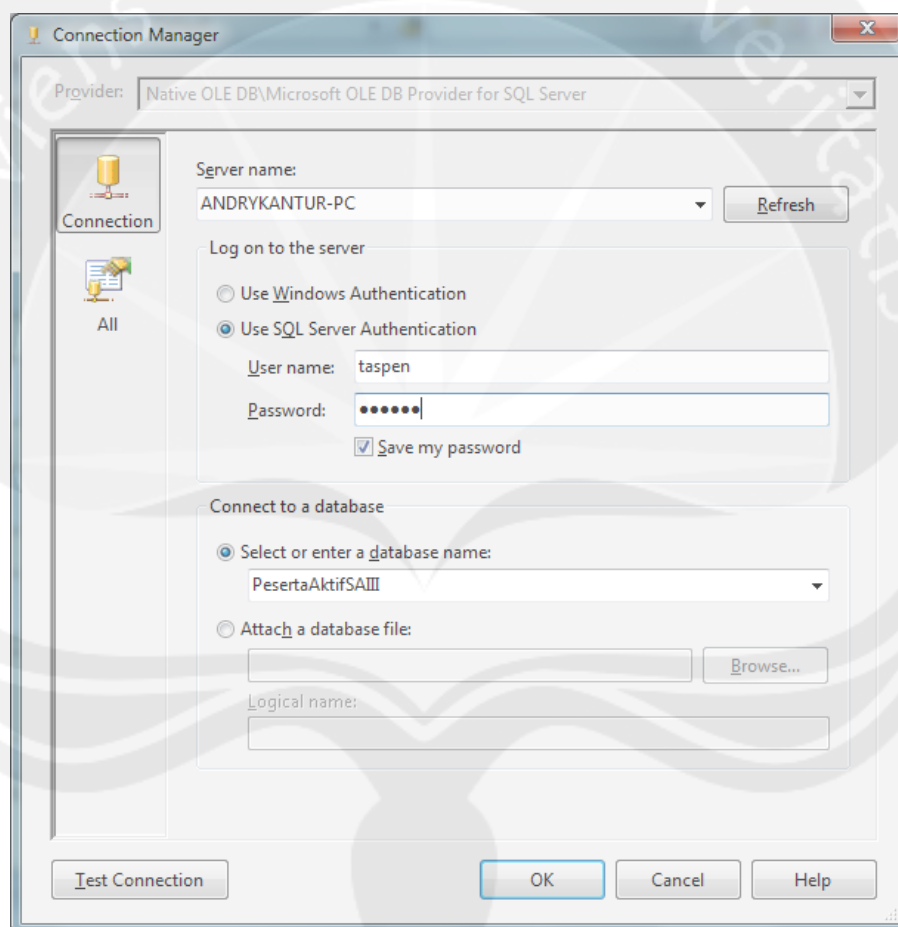 Connection Manager
Provider: Native OLE DB\Microsoft OLE DB Provider for SQL Server
Connection
All
Server name:
ANDRYKANTUR-PC
Refresh
Log on to the server
Use Windows Authentication
Use SQL Server Authentication
User name: taspen
Password: ••••••
Save my password
Connect to a database
Select or enter a database name:
PesertaAktifSAIII
Attach a database file:
Browse...
Logical name:
Test Connection OK Cancel Help
veritatis